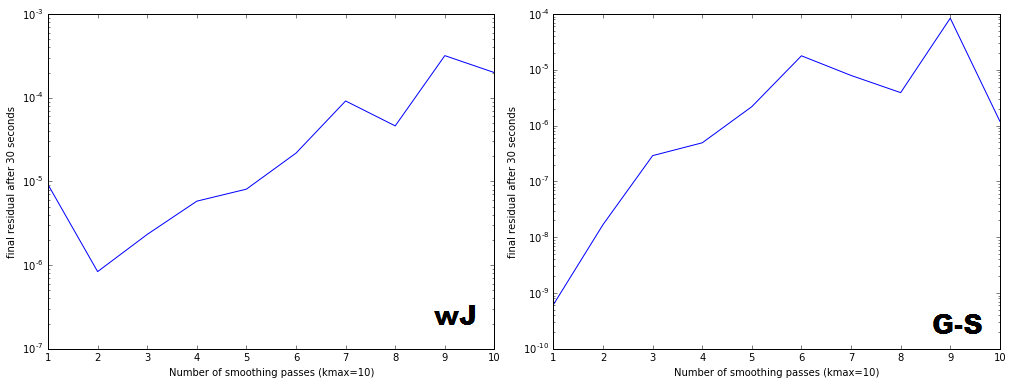 10⁻³
10⁻⁴
10⁻⁵
10⁻⁶
10⁻⁷
final residual after 30 seconds
1 2 3 4 5 6 7 8 9 10
Number of smoothing passes (kmax=10)
wJ
10⁻⁴
10⁻⁵
10⁻⁶
10⁻⁷
10⁻⁸
10⁻⁹
10⁻¹⁰
final residual after 30 seconds
1 2 3 4 5 6 7 8 9 10
Number of smoothing passes (kmax=10)
G-S